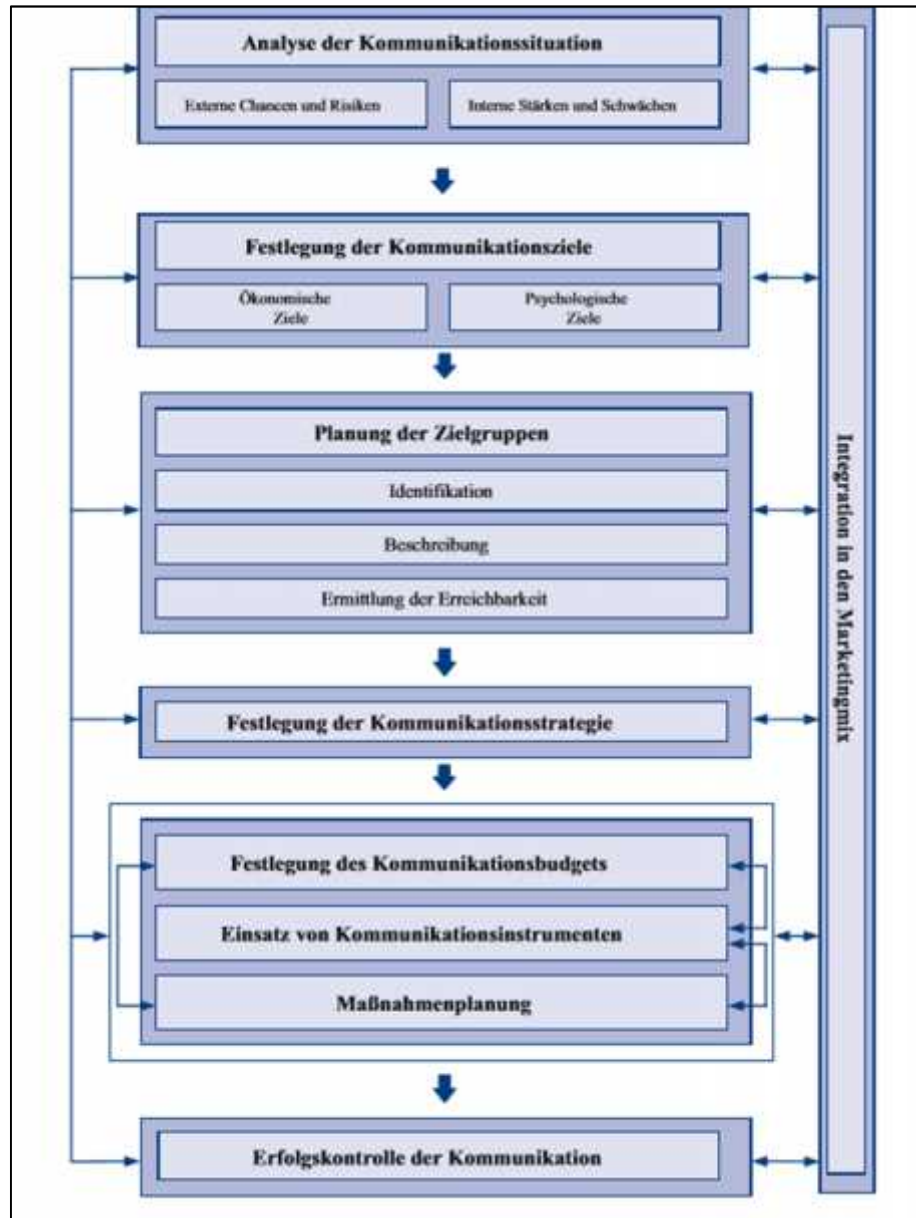 Analyse der Kommunikationssituation
Externe Chancen und Risiken
Interne Stärken und Schwächen
Festlegung der Kommunikationsziele
Ökonomische
Ziele
Psychologische
Ziele
Planung der Zielgruppen
Identifikation
Beschreibung
Ermittlung der Erreichbarkeit
Festlegung der Kommunikationsstrategie
Festlegung des Kommunikationsbudgets
Einsatz von Kommunikationsinstrumenten
Maßnahmenplanung
Erfolgskontrolle der Kommunikation
Integration in den Marketingmix